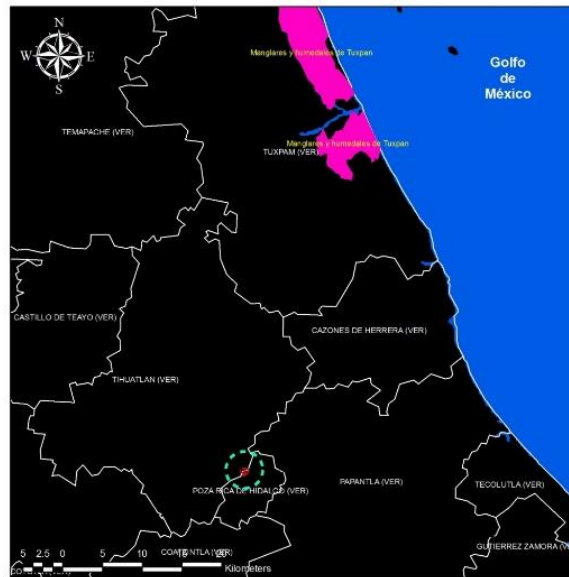 N
W E
S
Golfo
de
México
Manglares y humedales de Tuxpan
TEMAPACHE (VER)
Manglares y humedales de Tuxpan
TUXPAM (VER)
CASTILLO DE TEAYO (VER)
CAZONES DE HERRERA (VER)
TIHUATLAN (VER)
POZA RICA DE HIDALGO (VER)
PAPANTLA (VER)
TECOLUTLA (VER)
COATZINTLA (VER)
GUTIERREZ ZAMORA (VER)
5 2.5 0 5 10 15 20
Kilometers